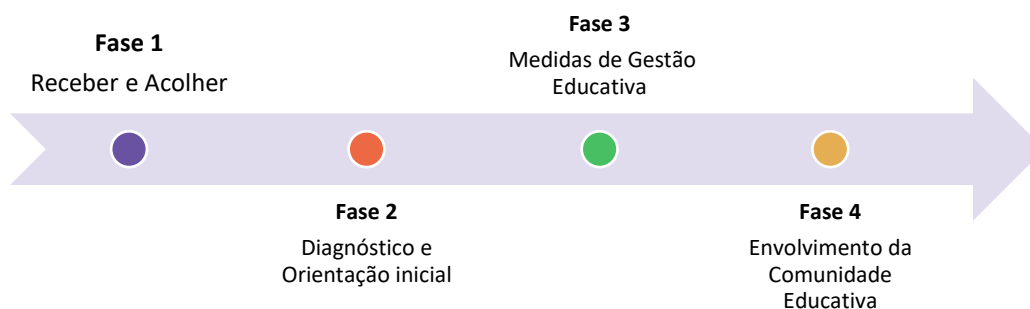 Fase 1
Receber e Acolher
Fase 2
Diagnóstico e
Orientação inicial
Fase 3
Medidas de Gestão
Educativa
Fase 4
Envolvimento da
Comunidade
Educativa